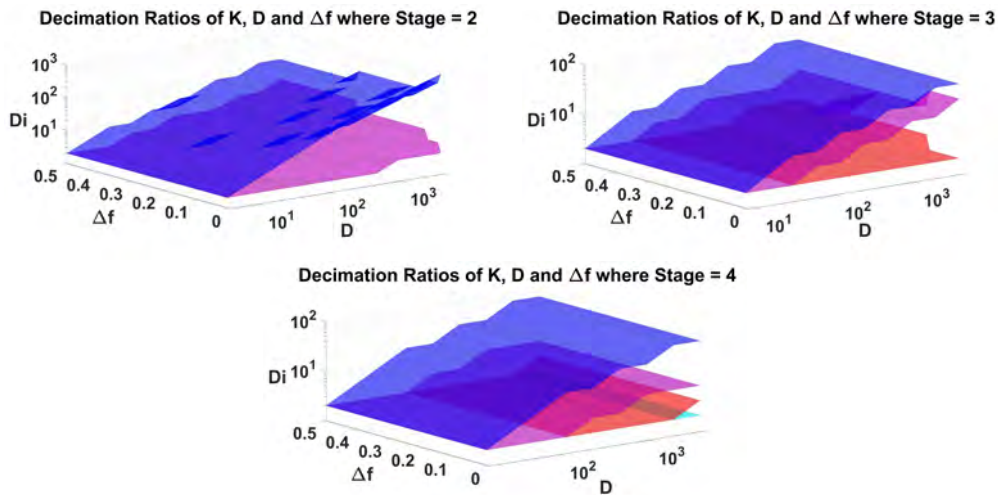 Decimation Ratios of K, D and Δf where Stage = 2
10³
10²
Di
10¹
0.5
0.4
0.3
0.2
0.1
0
Δf
10¹
10²
10³
D
Decimation Ratios of K, D and Δf where Stage = 3
10²
Di
10¹
0.5
0.4
0.3
0.2
0.1
0
Δf
10¹
10²
10³
D
Decimation Ratios of K, D and Δf where Stage = 4
10²
Di
10¹
0.5
0.4
0.3
0.2
0.1
0
Δf
10²
10³
D